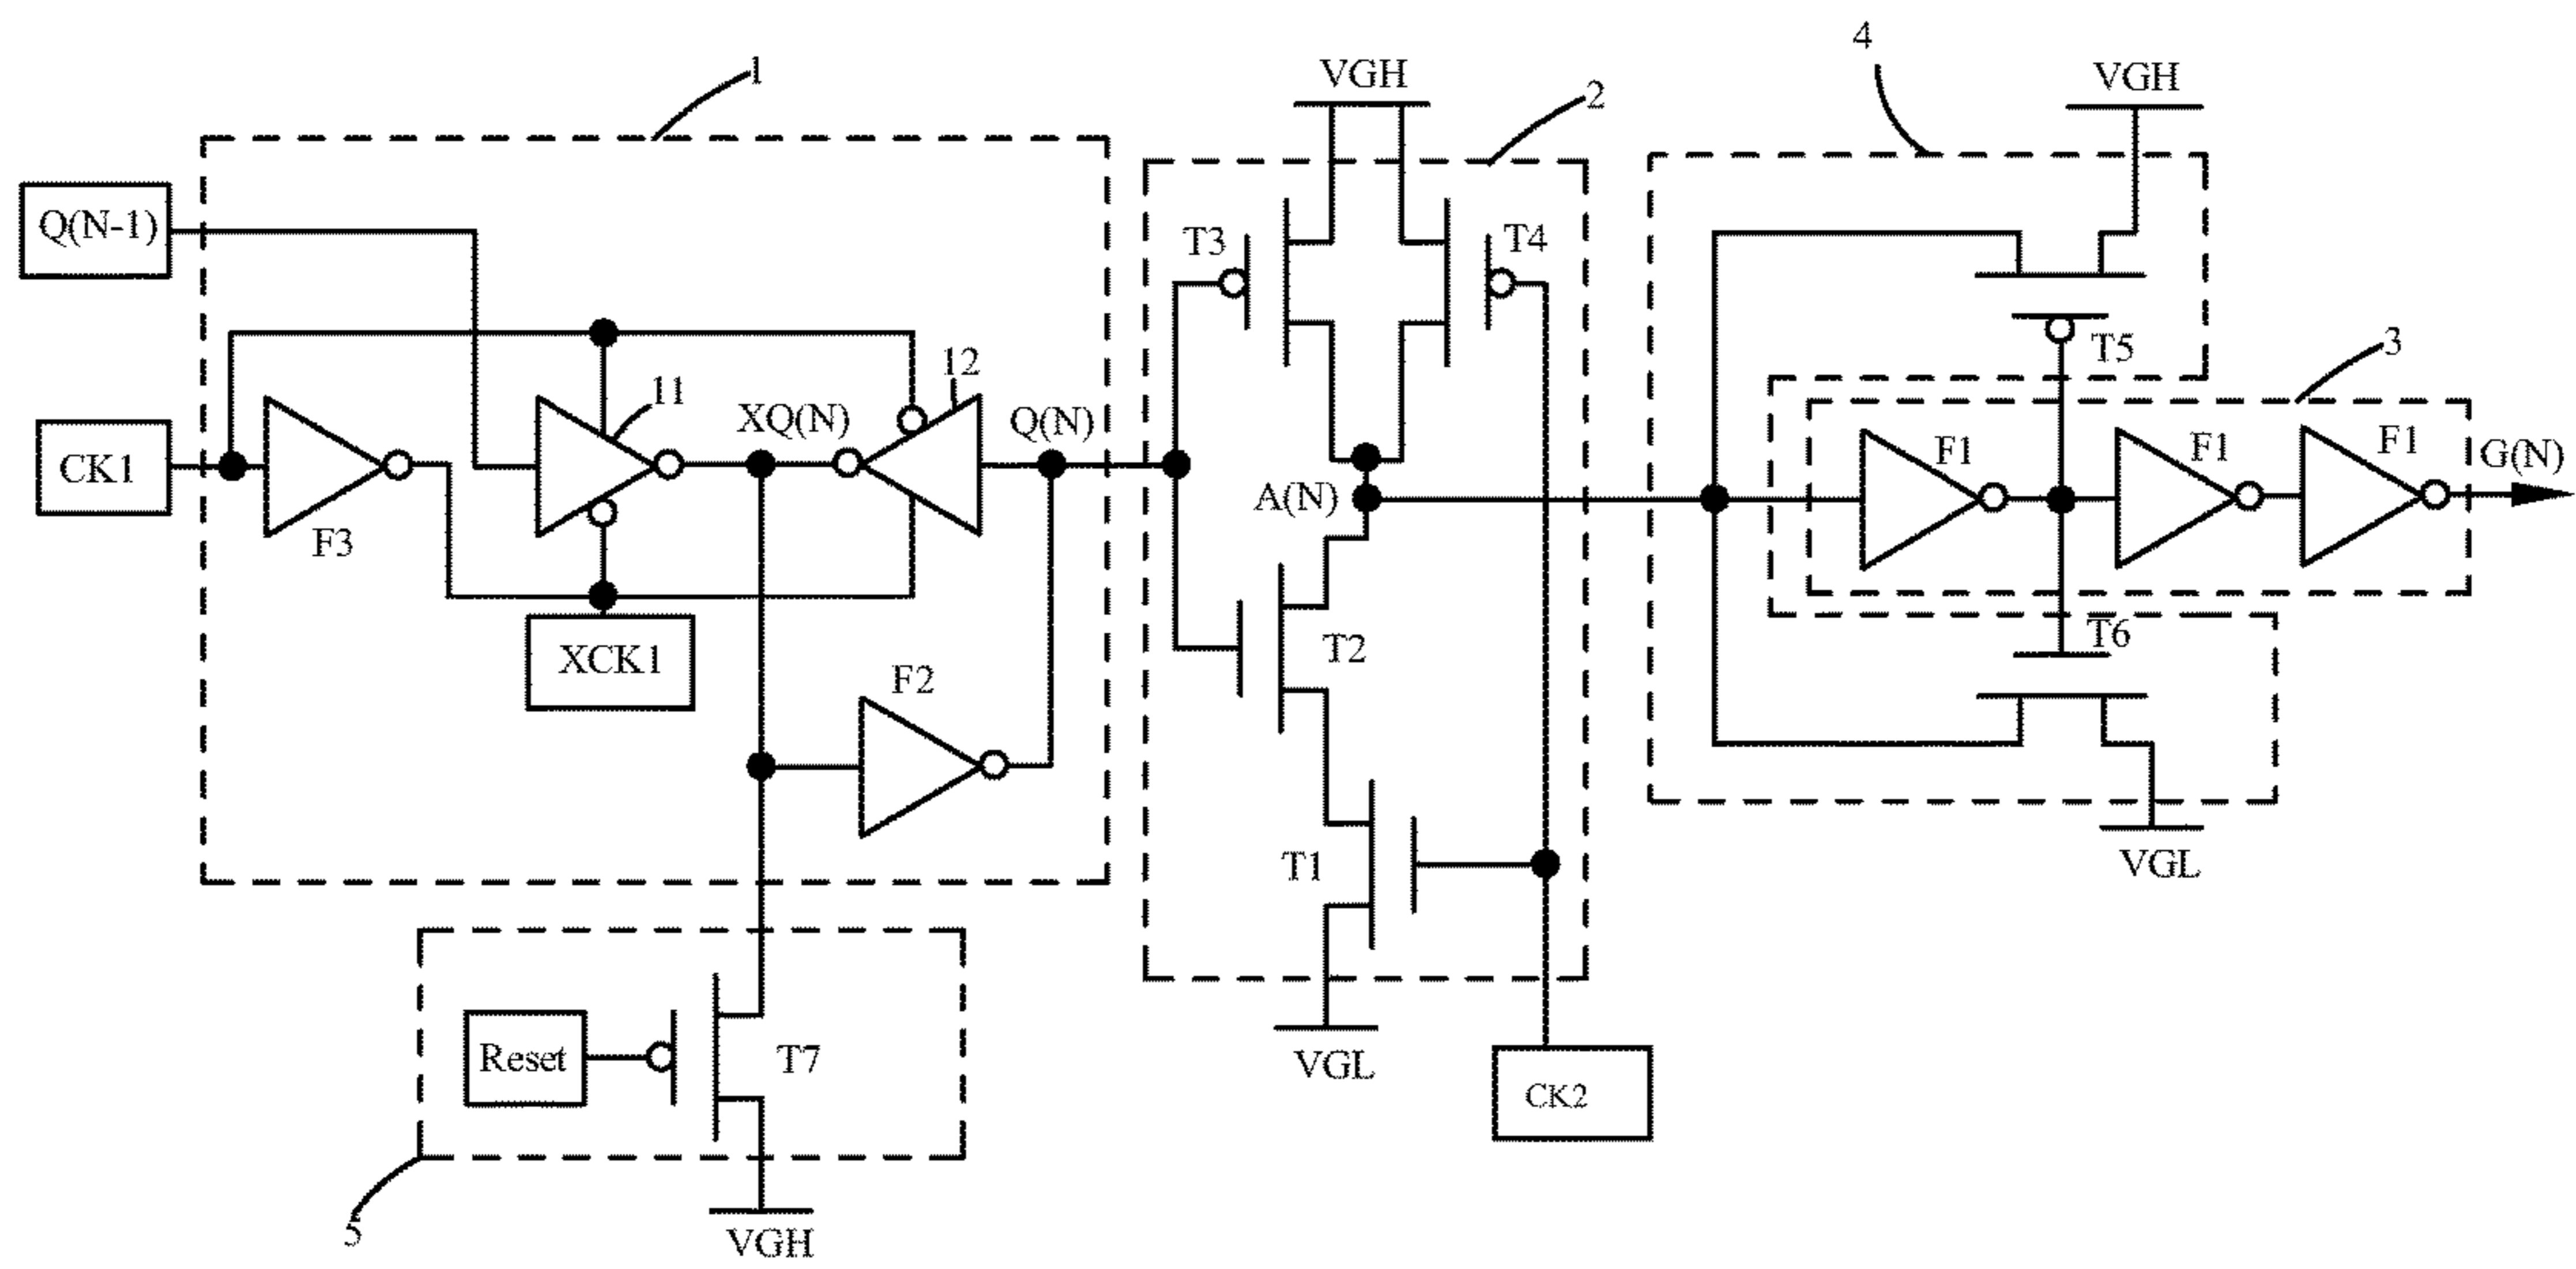 4
1
VGH
VGH
2
Q(N-1)
T3
T4
T5
3
11
12
XQ(N)
Q(N)
CK1
F3
A(N)
F1
F1
F1
G(N)
XCK1
T2
T6
F2
T1
VGL
Reset
T7
VGL
CK2
5
VGH